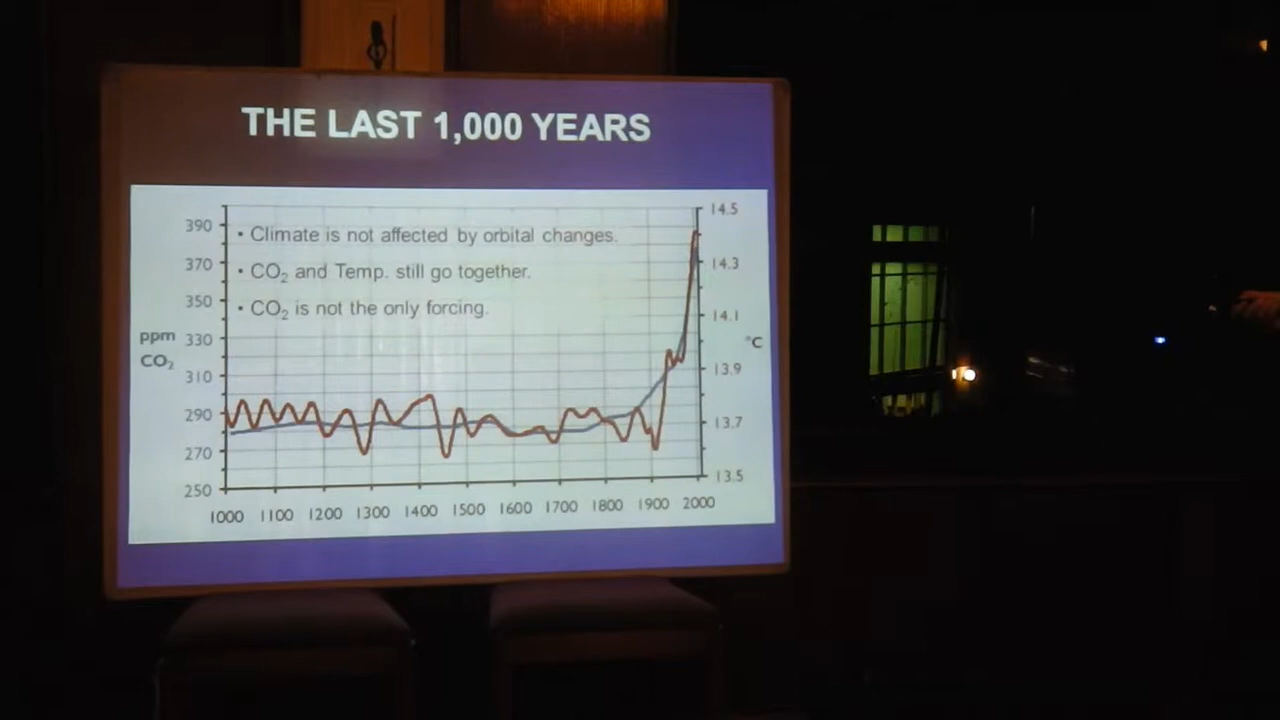 THE LAST 1,000 YEARS
• Climate is not affected by orbital changes.
• CO₂ and Temp. still go together.
• CO₂ is not the only forcing.
ppm
CO₂
390
370
350
330
310
290
270
250
14.5
14.3
14.1
13.9
13.7
13.5
°C
1000 1100 1200 1300 1400 1500 1600 1700 1800 1900 2000